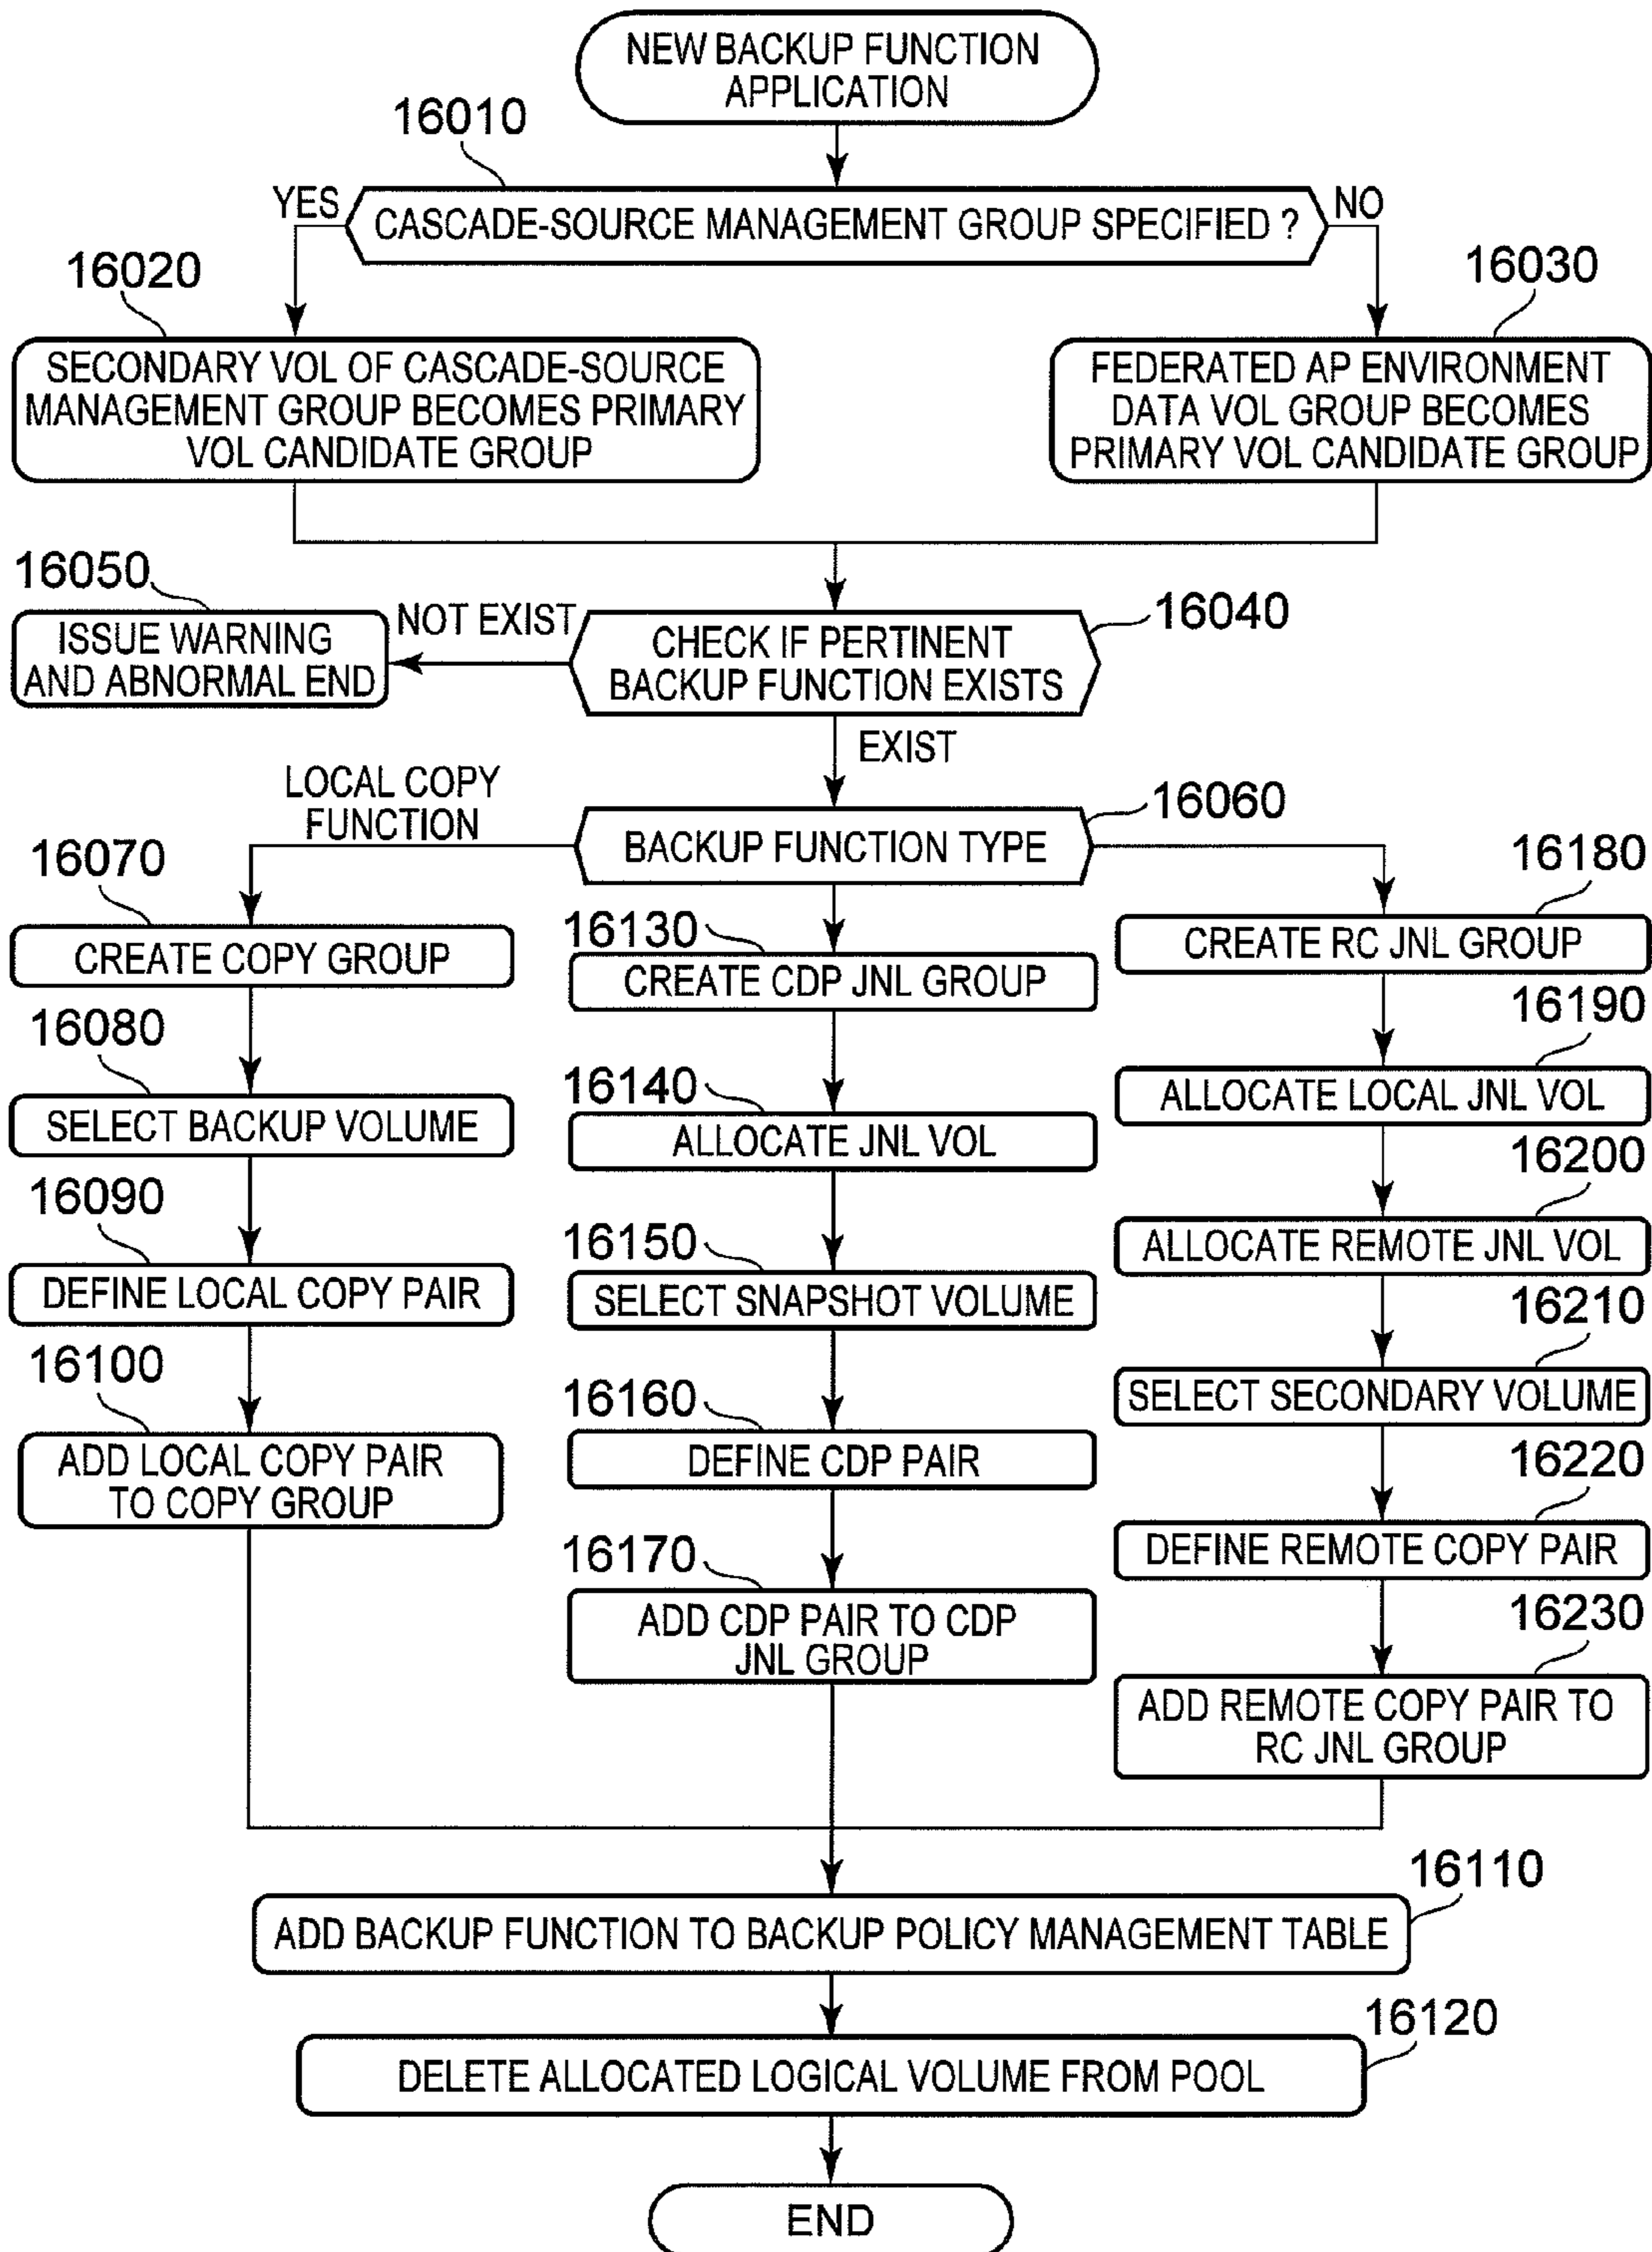 NEW BACKUP FUNCTION
APPLICATION
16010
YES
CASCADE-SOURCE MANAGEMENT GROUP SPECIFIED ?
NO
16020
16030
SECONDARY VOL OF CASCADE-SOURCE
MANAGEMENT GROUP BECOMES PRIMARY
VOL CANDIDATE GROUP
FEDERATED AP ENVIRONMENT
DATA VOL GROUP BECOMES
PRIMARY VOL CANDIDATE GROUP
16050
ISSUE WARNING
AND ABNORMAL END
NOT EXIST
CHECK IF PERTINENT
BACKUP FUNCTION EXISTS
16040
EXIST
LOCAL COPY
FUNCTION
BACKUP FUNCTION TYPE
16060
16070
CREATE COPY GROUP
16080
SELECT BACKUP VOLUME
16090
DEFINE LOCAL COPY PAIR
16100
ADD LOCAL COPY PAIR
TO COPY GROUP
16130
CREATE CDP JNL GROUP
16140
ALLOCATE JNL VOL
16150
SELECT SNAPSHOT VOLUME
16160
DEFINE CDP PAIR
16170
ADD CDP PAIR TO CDP
JNL GROUP
16180
CREATE RC JNL GROUP
16190
ALLOCATE LOCAL JNL VOL
16200
ALLOCATE REMOTE JNL VOL
16210
SELECT SECONDARY VOLUME
16220
DEFINE REMOTE COPY PAIR
16230
ADD REMOTE COPY PAIR TO
RC JNL GROUP
16110
ADD BACKUP FUNCTION TO BACKUP POLICY MANAGEMENT TABLE
16120
DELETE ALLOCATED LOGICAL VOLUME FROM POOL
END